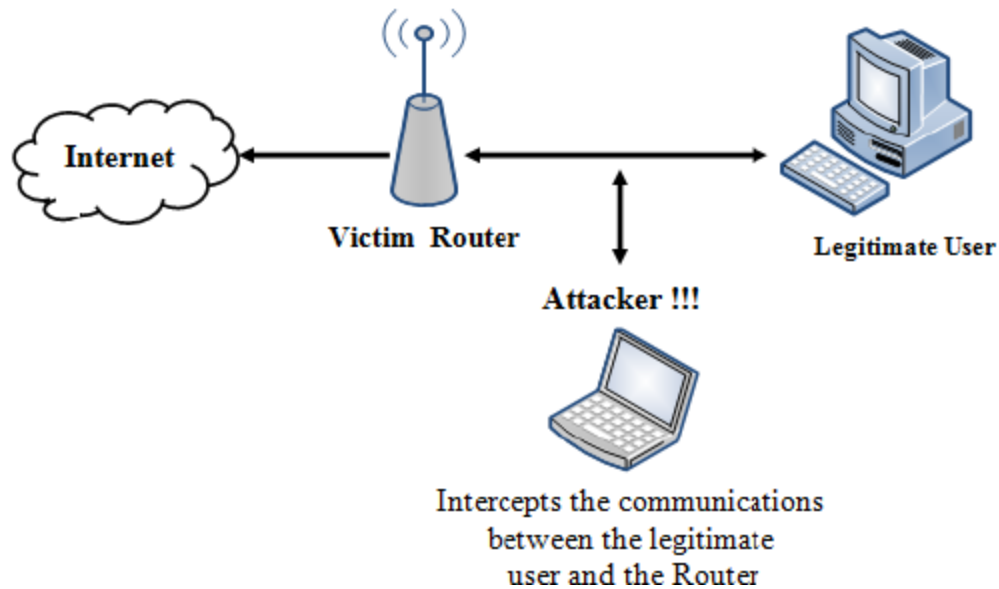 Internet
Victim Router
Legitimate User
Attacker !!!
Intercepts the communications
between the legitimate
user and the Router